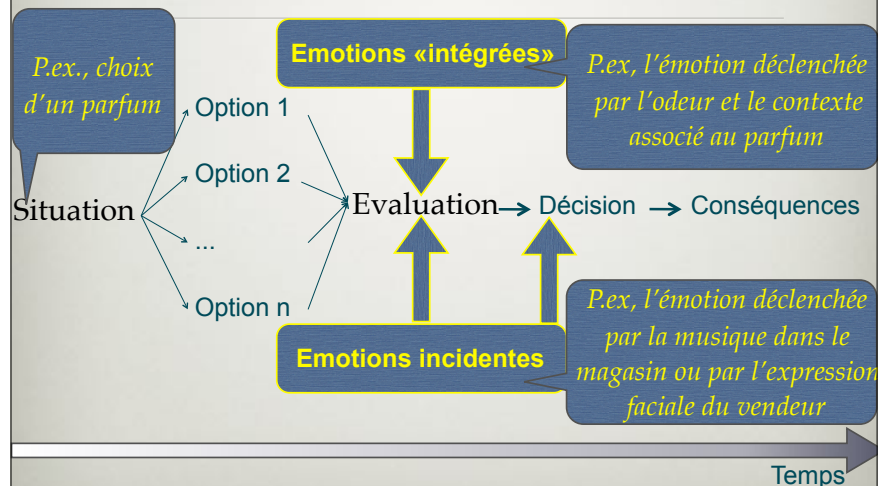 P.ex., choix
d'un parfum
Emotions «intégrées»
P.ex, l'émotion déclenchée
par l'odeur et le contexte
associé au parfum
Option 1
Option 2
...
Option n
Situation
Evaluation
Décision
Conséquences
Emotions incidentes
P.ex, l'émotion déclenchée
par la musique dans le
magasin ou par l'expression
faciale du vendeur
Temps